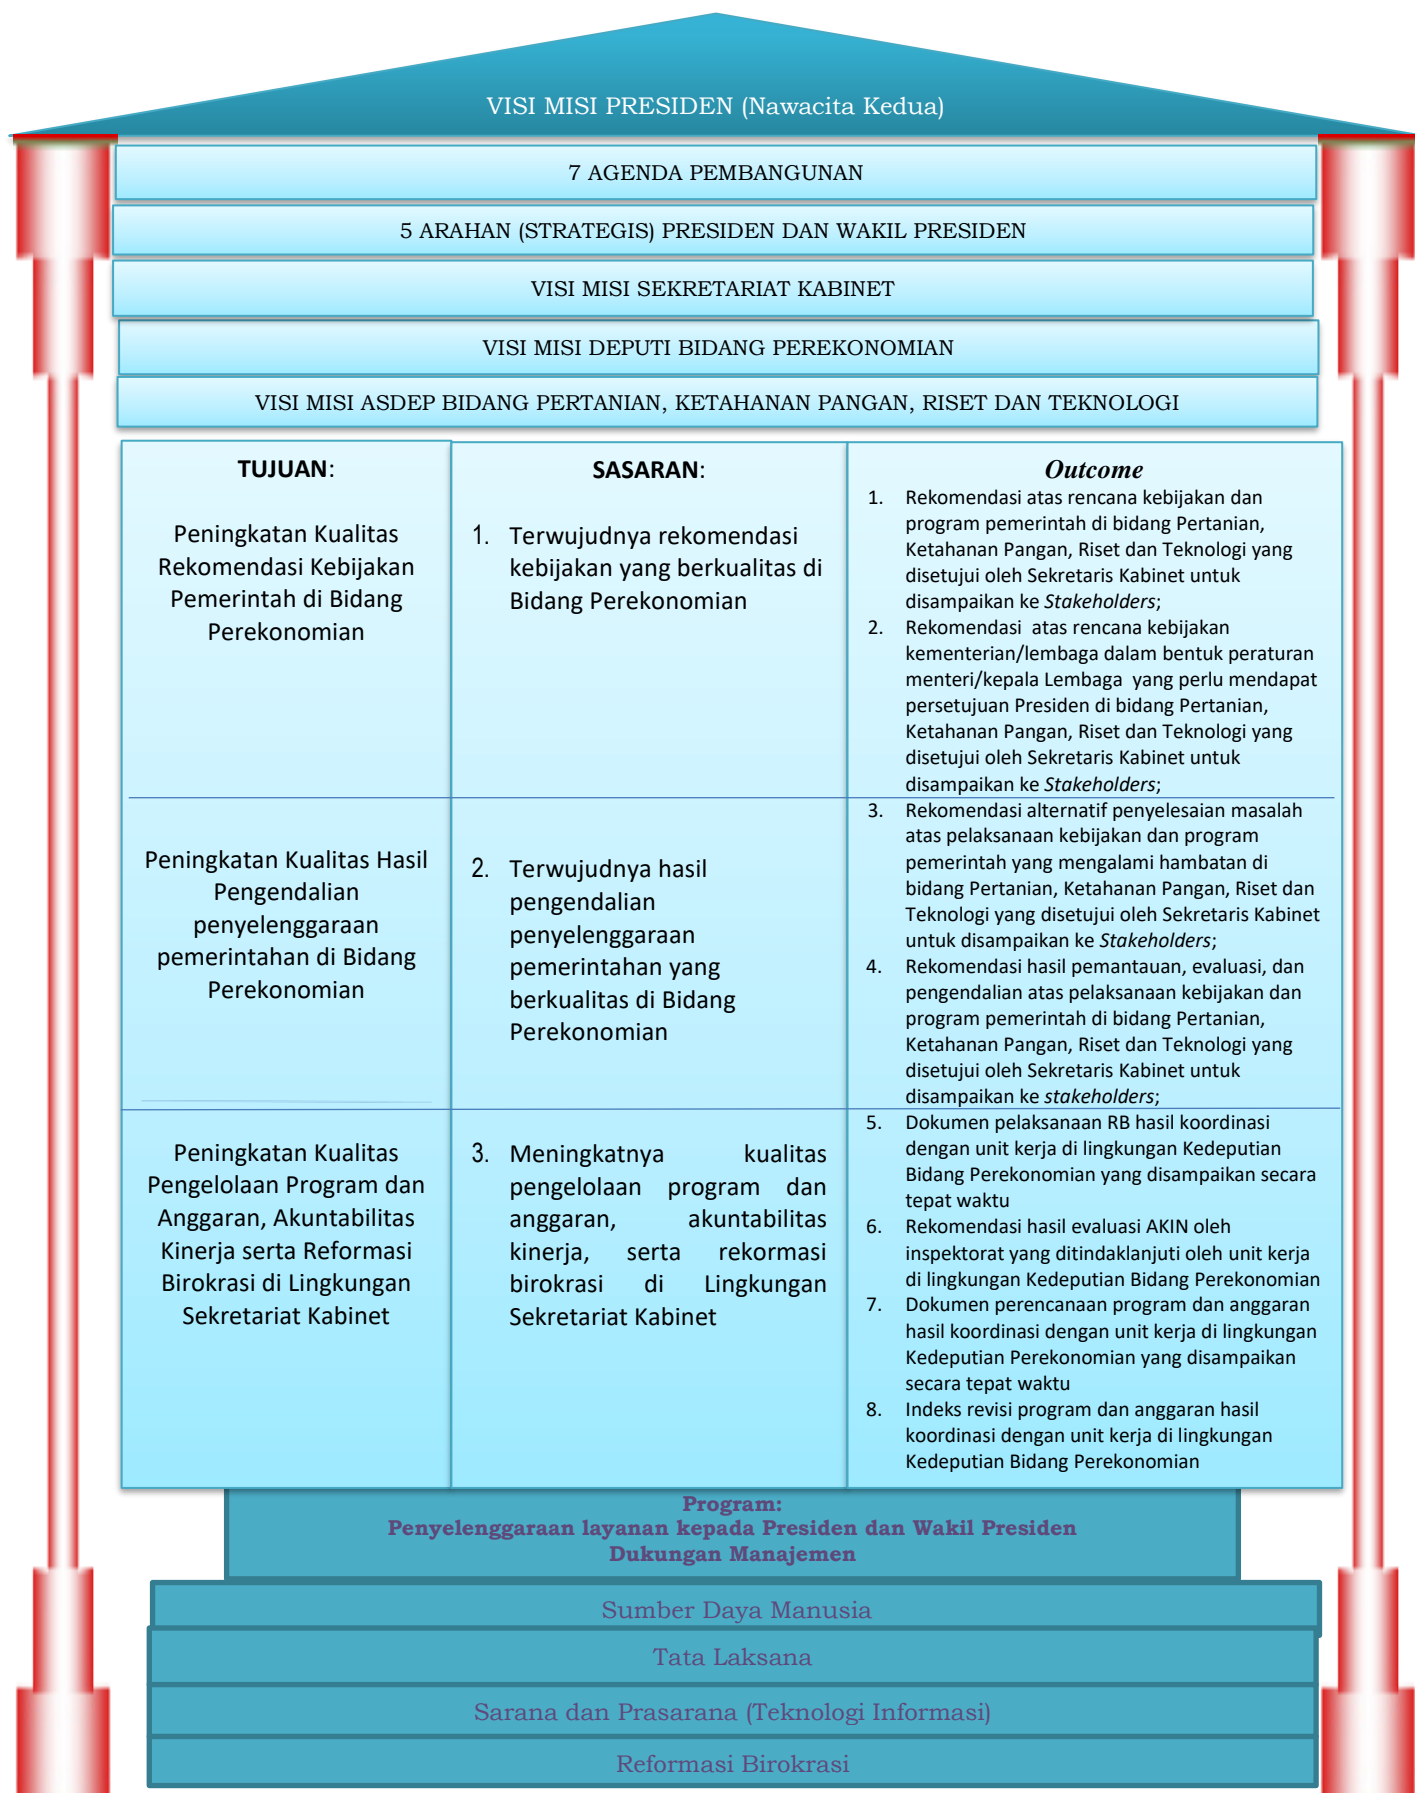 VISI MISI PRESIDEN (Nawacita Kedua)
7 AGENDA PEMBANGUNAN
5 ARAHAN (STRATEGIS) PRESIDEN DAN WAKIL PRESIDEN
VISI MISI SEKRETARIAT KABINET
VISI MISI DEPUTI BIDANG PEREKONOMIAN
VISI MISI ASDEP BIDANG PERTANIAN, KETAHANAN PANGAN, RISET DAN TEKNOLOGI
TUJUAN:
Peningkatan Kualitas
Rekomendasi Kebijakan
Pemerintah di Bidang
Perekonomian
Peningkatan Kualitas Hasil
Pengendalian
penyelenggaraan
pemerintahan di Bidang
Perekonomian
Peningkatan Kualitas
Pengelolaan Program dan
Anggaran, Akuntabilitas
Kinerja serta Reformasi
Birokrasi di Lingkungan
Sekretariat Kabinet
SASARAN:
1. Terwujudnya rekomendasi
kebijakan yang berkualitas di
Bidang Perekonomian
2. Terwujudnya hasil
pengendalian
penyelenggaraan
pemerintahan yang
berkualitas di Bidang
Perekonomian
3. Meningkatnya kualitas
pengelolaan program dan
anggaran, akuntabilitas
kinerja, serta rekormasi
birokrasi di Lingkungan
Sekretariat Kabinet
Outcome
1. Rekomendasi atas rencana kebijakan dan
program pemerintah di bidang Pertanian,
Ketahanan Pangan, Riset dan Teknologi yang
disetujui oleh Sekretaris Kabinet untuk
disampaikan ke Stakeholders;
2. Rekomendasi atas rencana kebijakan
kementerian/lembaga dalam bentuk peraturan
menteri/kepala Lembaga yang perlu mendapat
persetujuan Presiden di bidang Pertanian,
Ketahanan Pangan, Riset dan Teknologi yang
disetujui oleh Sekretaris Kabinet untuk
disampaikan ke Stakeholders;
3. Rekomendasi alternatif penyelesaian masalah
atas pelaksanaan kebijakan dan program
pemerintah yang mengalami hambatan di
bidang Pertanian, Ketahanan Pangan, Riset dan
Teknologi yang disetujui oleh Sekretaris Kabinet
untuk disampaikan ke Stakeholders;
4. Rekomendasi hasil pemantauan, evaluasi, dan
pengendalian atas pelaksanaan kebijakan dan
program pemerintah di bidang Pertanian,
Ketahanan Pangan, Riset dan Teknologi yang
disetujui oleh Sekretaris Kabinet untuk
disampaikan ke stakeholders;
5. Dokumen pelaksanaan RB hasil koordinasi
dengan unit kerja di lingkungan Kedeputian
Bidang Perekonomian yang disampaikan secara
tepat waktu
6. Rekomendasi hasil evaluasi AKIN oleh
inspektorat yang ditindaklanjuti oleh unit kerja
di lingkungan Kedeputian Bidang Perekonomian
7. Dokumen perencanaan program dan anggaran
hasil koordinasi dengan unit kerja di lingkungan
Kedeputian Perekonomian yang disampaikan
secara tepat waktu
8. Indeks revisi program dan anggaran hasil
koordinasi dengan unit kerja di lingkungan
Kedeputian Bidang Perekonomian
Program:
Penyelenggaraan layanan kepada Presiden dan Wakil Presiden
Dukungan Manajemen
Sumber Daya Manusia
Tata Laksana
Sarana dan Prasarana (Teknologi Informasi)
Reformasi Birokrasi